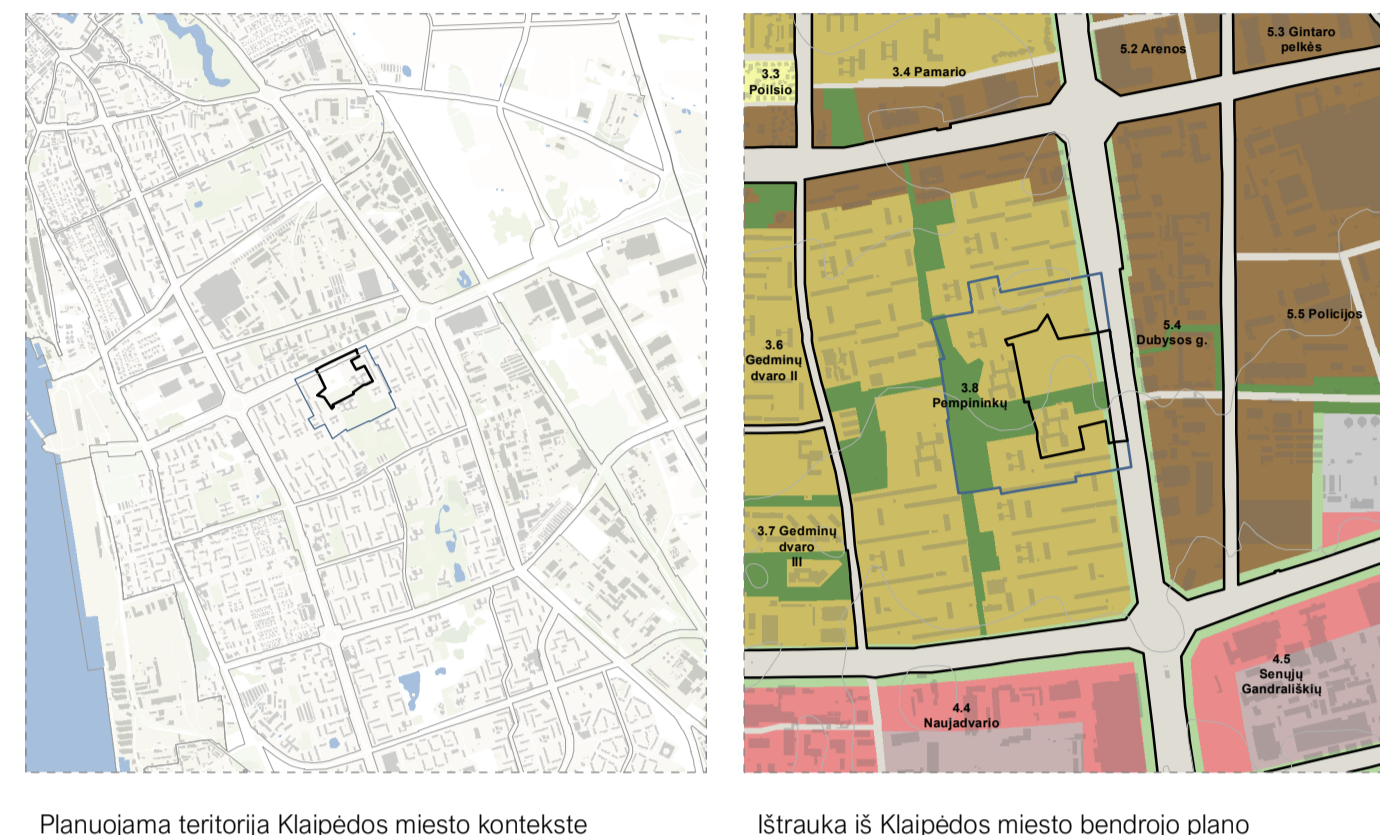 5.3 Gintaro
pelkės
5.2 Arenos
3.3
Poilsio
3.4 Pamario
5.5 Policijos
5.4
Dubysos g.
3.6
Gedminų
dvaro II
3.8
Pempininkų
3.7 Gedminų
dvaro
III
4.5
Senųjų
Gandrališkių
4.4
Naujadvario
Planuojama teritorija Klaipėdos miesto kontekste
Ištrauka iš Klaipėdos miesto bendrojo plano